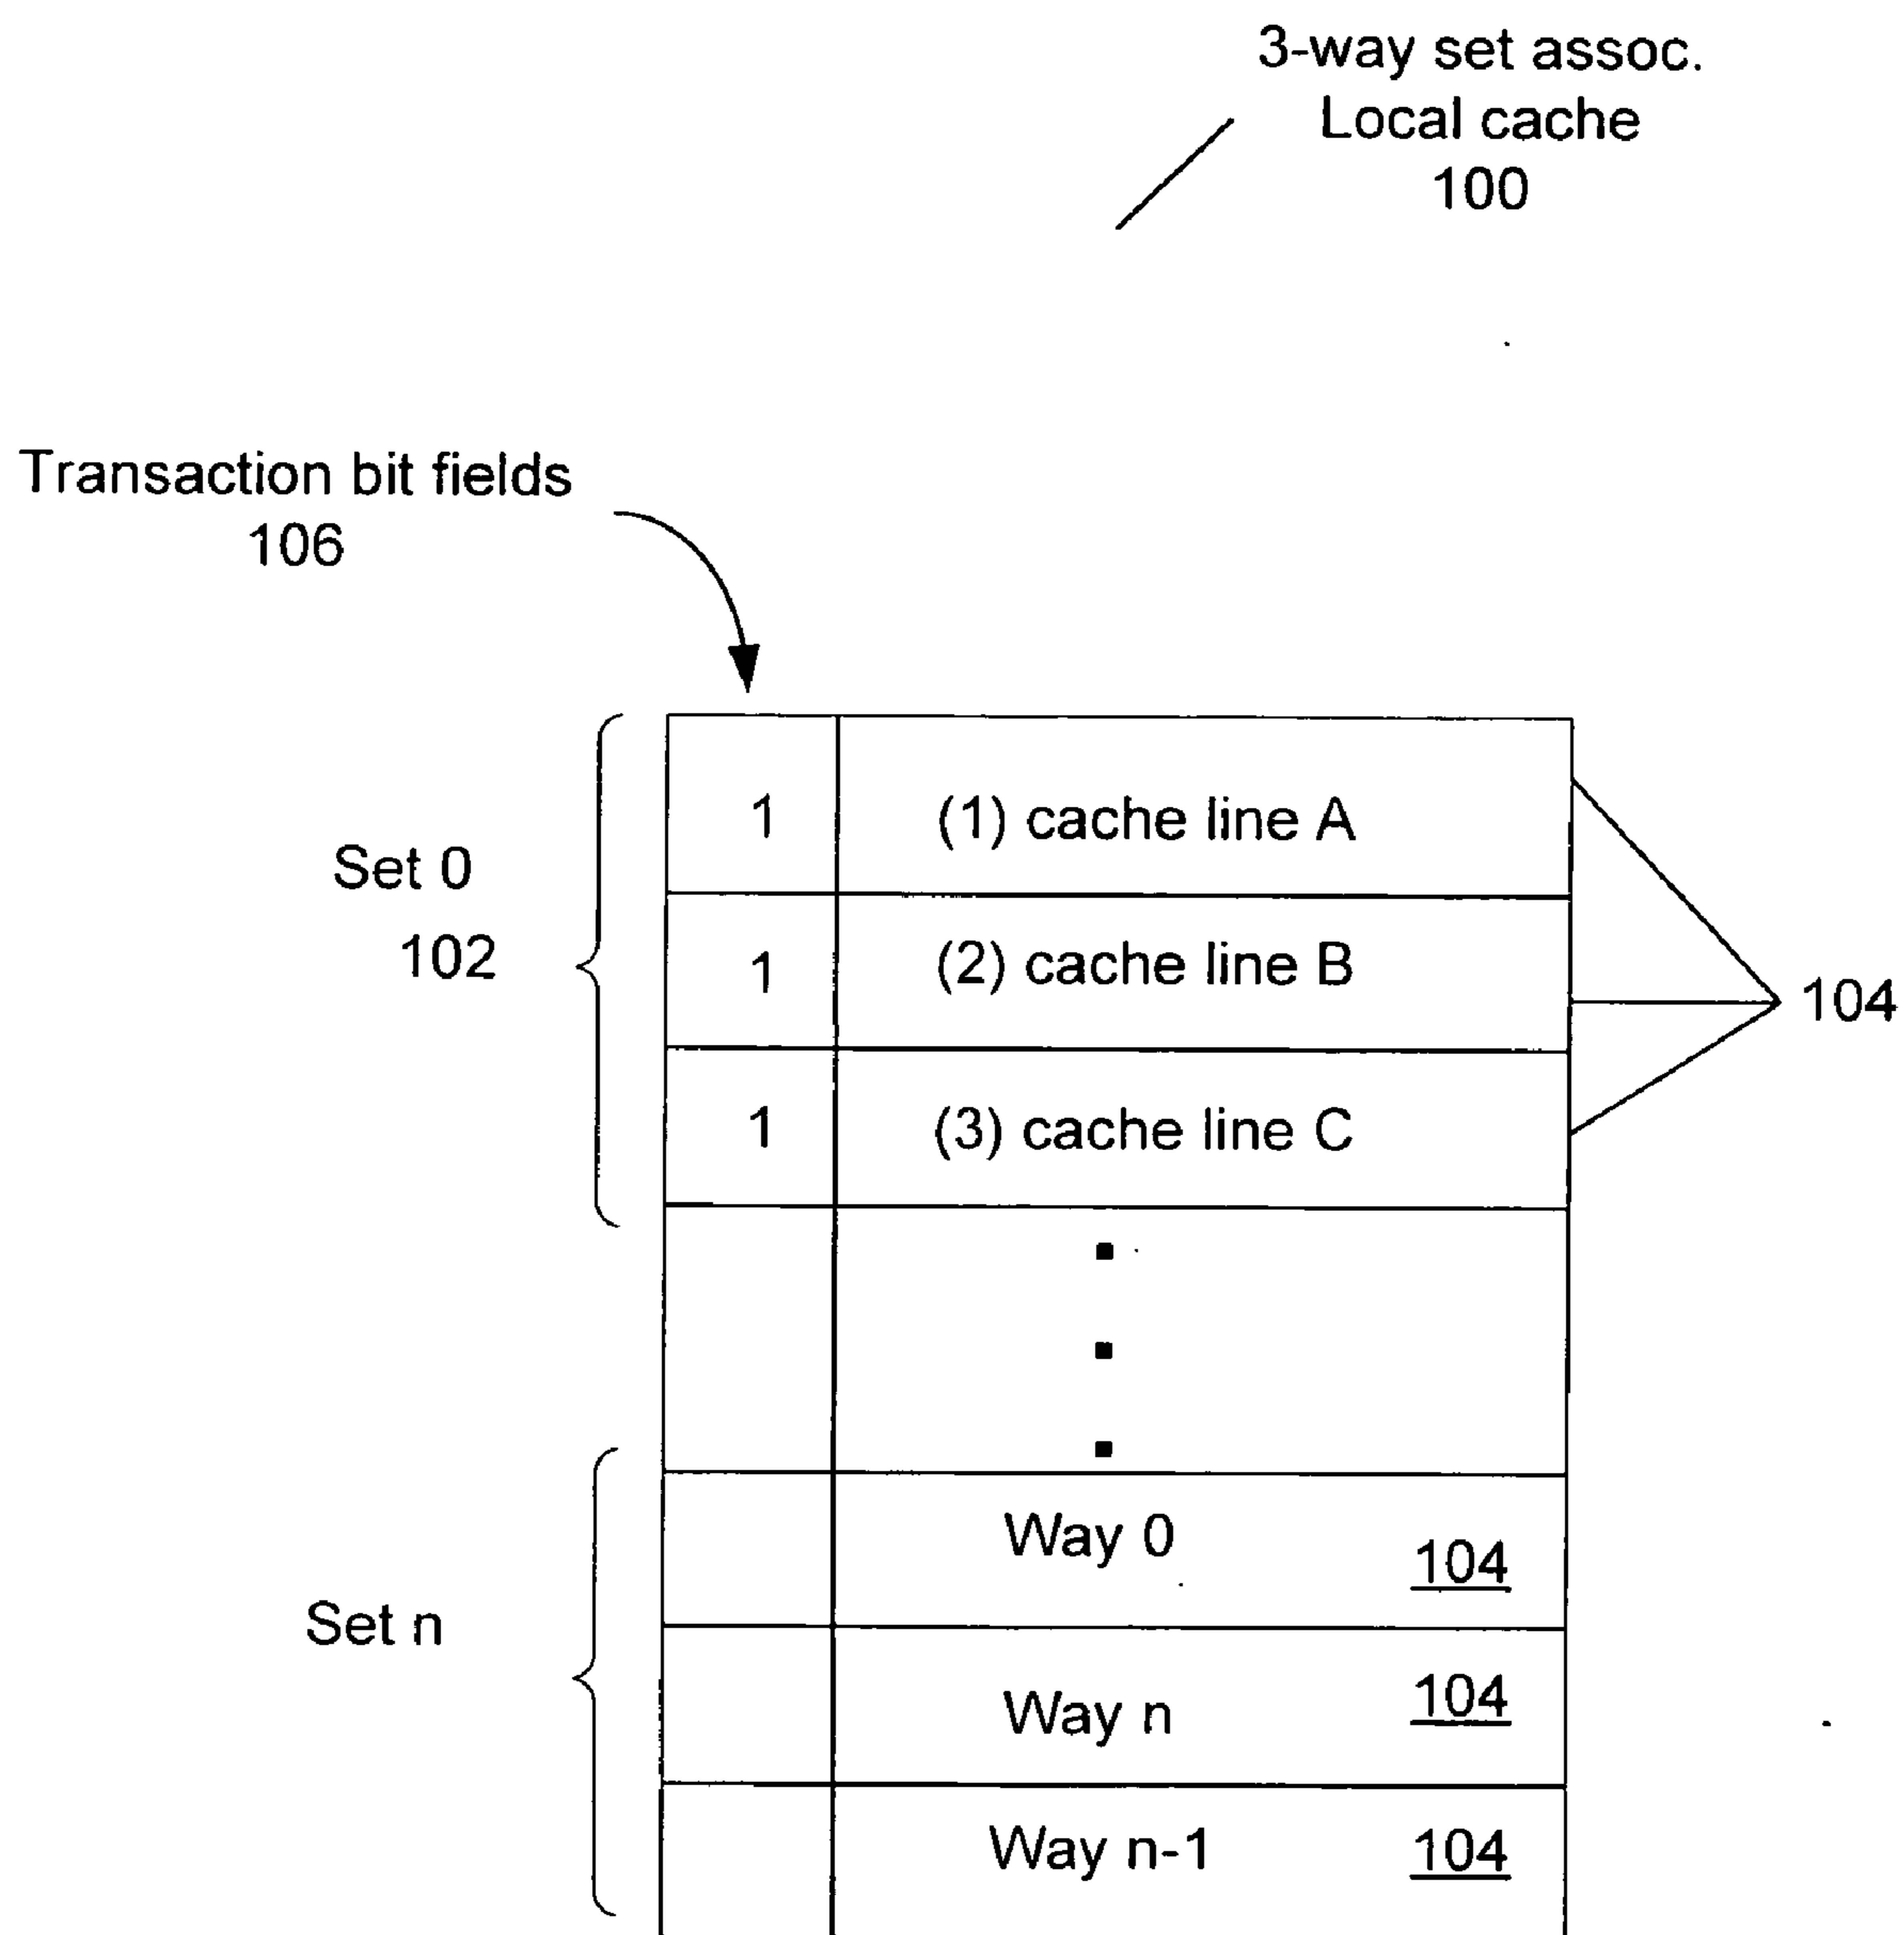 3-way set assoc.
Local cache
100
Transaction bit fields
106
Set 0
102
1
(1) cache line A
1
(2) cache line B
1
(3) cache line C
104
Set n
Way 0
104
Way n
104
Way n-1
104